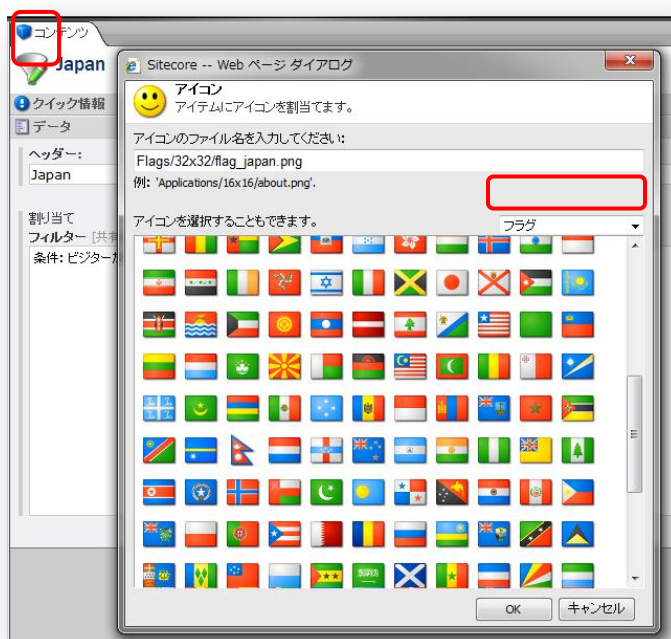 コンテンツ
Japan
Sitecore -- Web ページ ダイアログ
アイコン
アイテムにアイコンを割当てます。
クイック情報
データ
アイコンのファイル名を入力してください:
ヘッダー:
Flags/32x32/flag_japan.png
Japan
例: 'Applications/16x16/about.png'.
割り当て
アイコンを選択することもできます。
フラグ
フィルター [共有
条件: ビジターが
OK
キャンセル